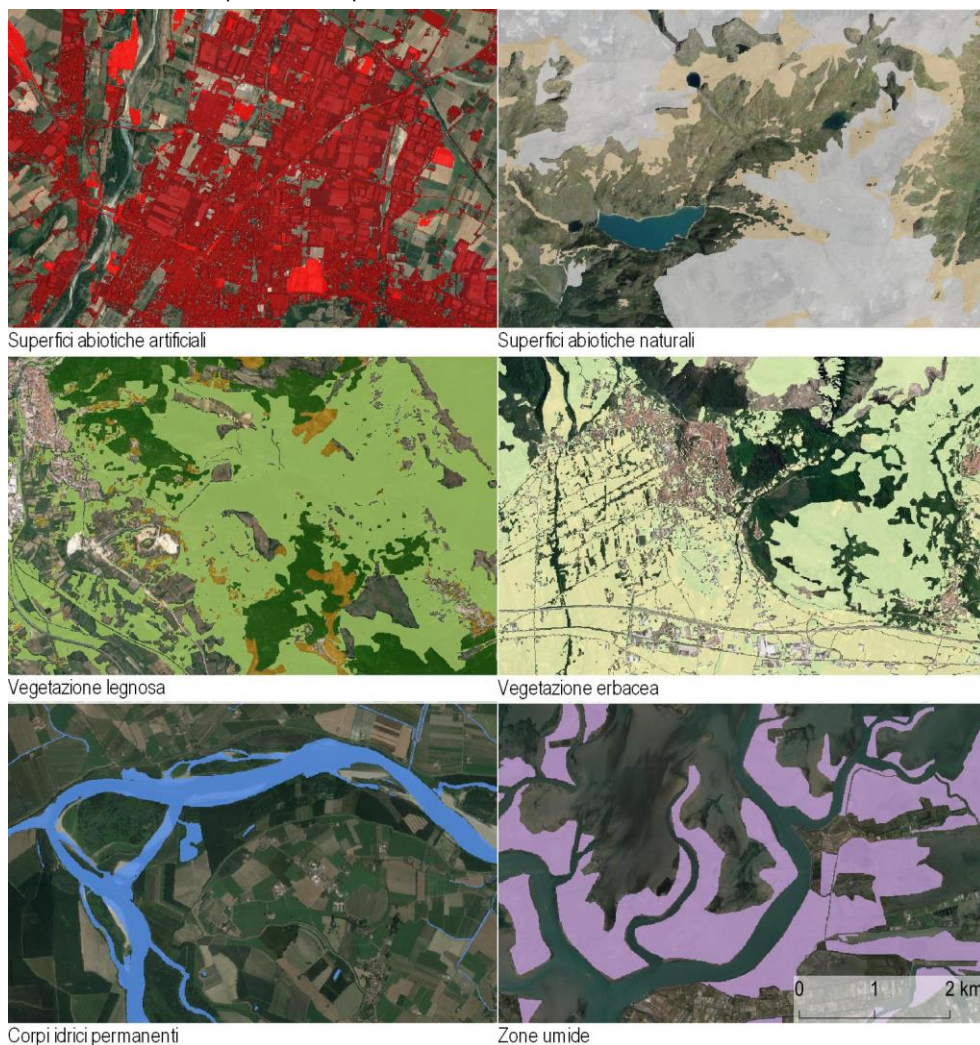 Superfici abiotiche artificiali
Superfici abiotiche naturali
Vegetazione legnosa
Vegetazione erbacea
0 1 2 km
Corpi idrici permanenti
Zone umide